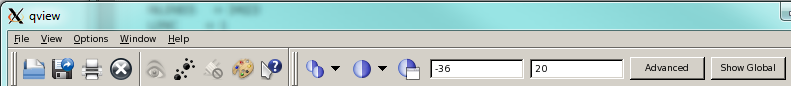 qview
File View Options Window Help
-36 20 Advanced Show Global